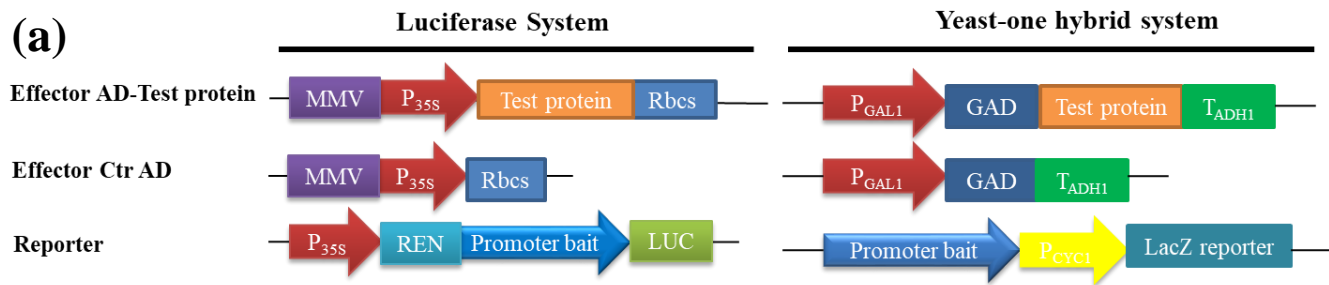 (a)
Luciferase System
Yeast-one hybrid system
Effector AD-Test protein
MMV P35S Test protein Rbcs
PGAL1 GAD Test protein TADH1
Effector Ctr AD
MMV P35S Rbcs
PGAL1 GAD TADH1
Reporter
P35S REN Promoter bait LUC
Promoter bait PCYC1 LacZ reporter